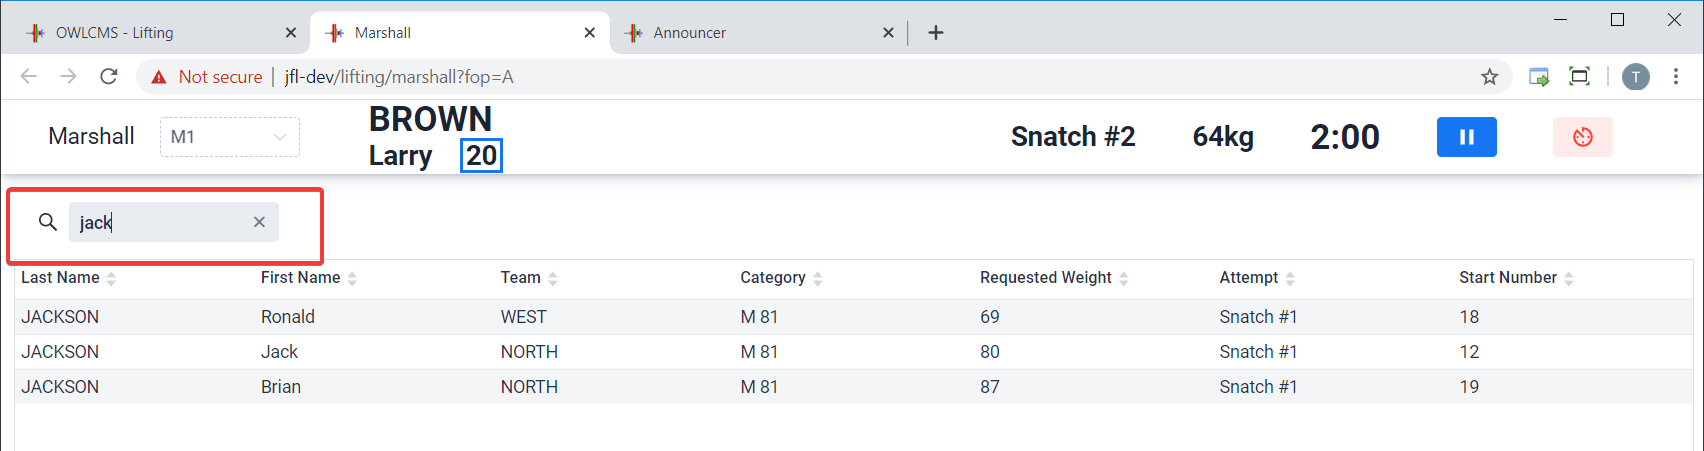 OWLCMS - Lifting Marshall Announcer
Not secure | jfl-dev/lifting/marshall?fop=A T
Marshall M1 BROWN Larry 20 Snatch #2 64kg 2:00
jack
Last Name First Name Team Category Requested Weight Attempt Start Number
JACKSON Ronald WEST M 81 69 Snatch #1 18
JACKSON Jack NORTH M 81 80 Snatch #1 12
JACKSON Brian NORTH M 81 87 Snatch #1 19